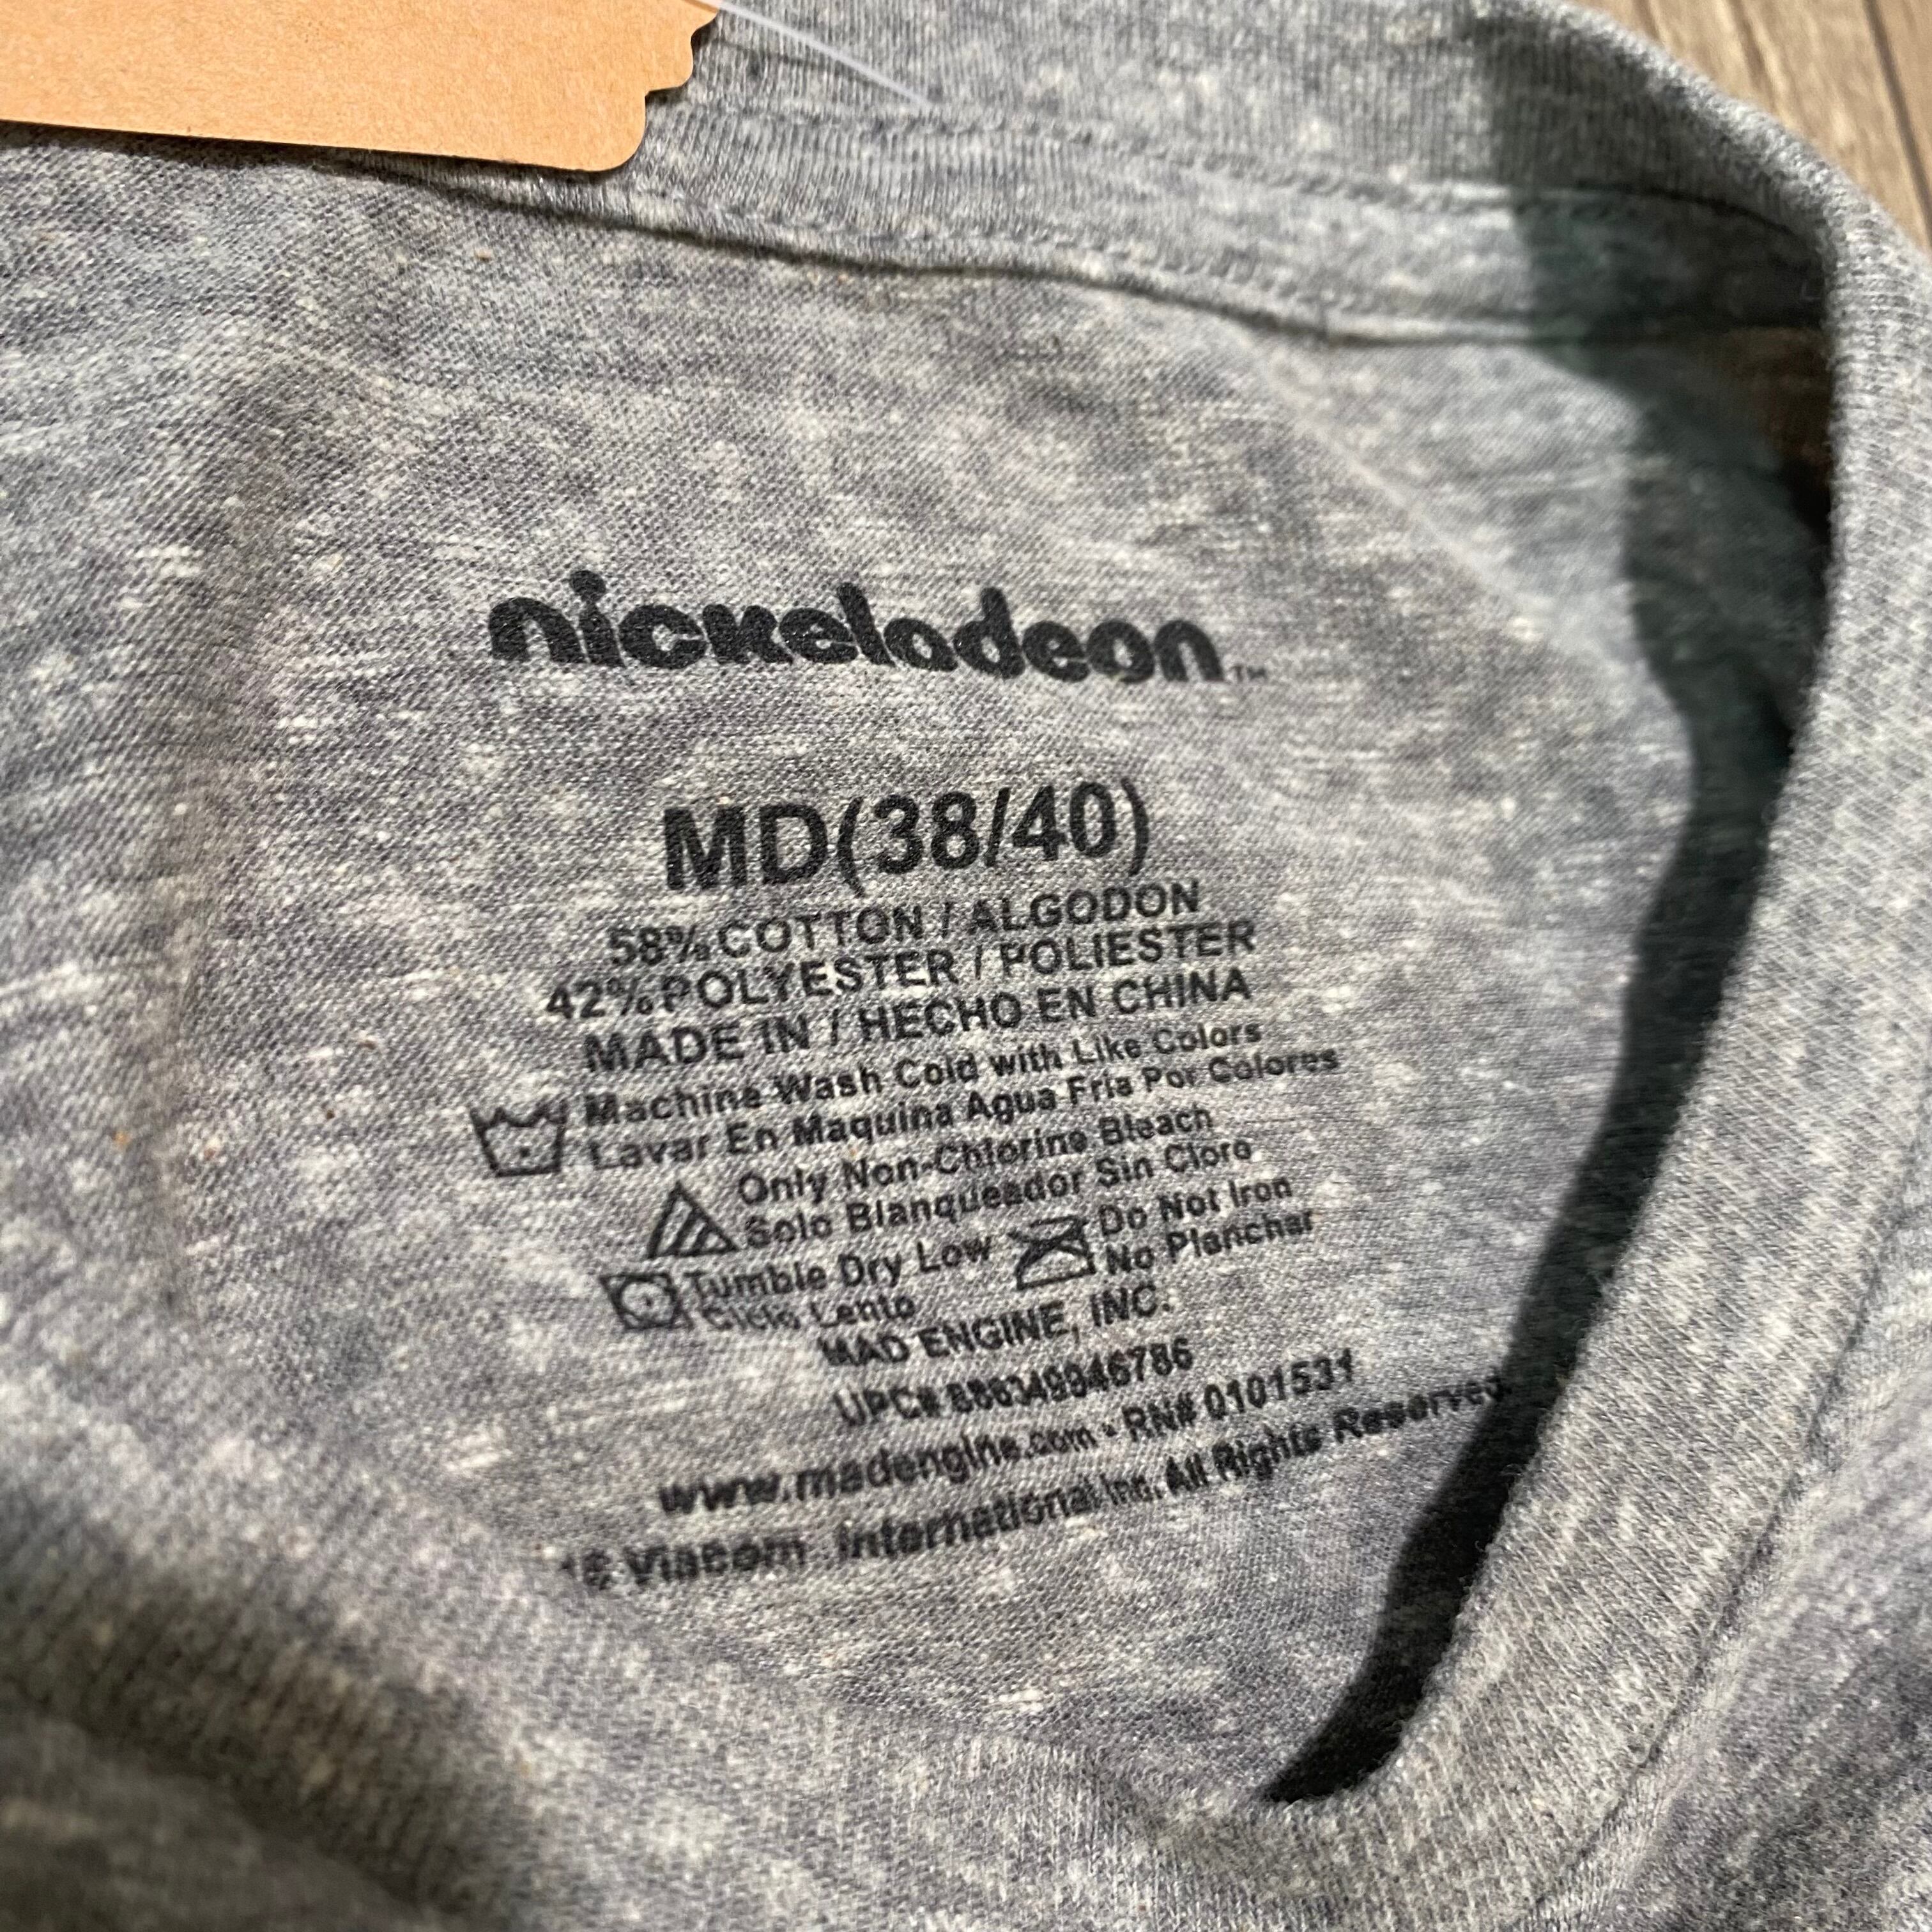 nickelodeon™
MD(38/40)
58% COTTON / ALGODON
42% POLYESTER / POLIESTER
MADE IN / HECHO EN CHINA
Machine Wash Cold with Like Colors
Lavar En Maquina Agua Fria Por Colores
Only Non-Chlorine Bleach
Solo Blanqueador Sin Cloro
Tumble Dry Low
Ciclo Lento
Do Not Iron
No Planchar
MAD ENGINE, INC.
UPC# 886349946786
www.madengine.com • RN# 0101531
Viacom International Inc. All Rights Reserved.